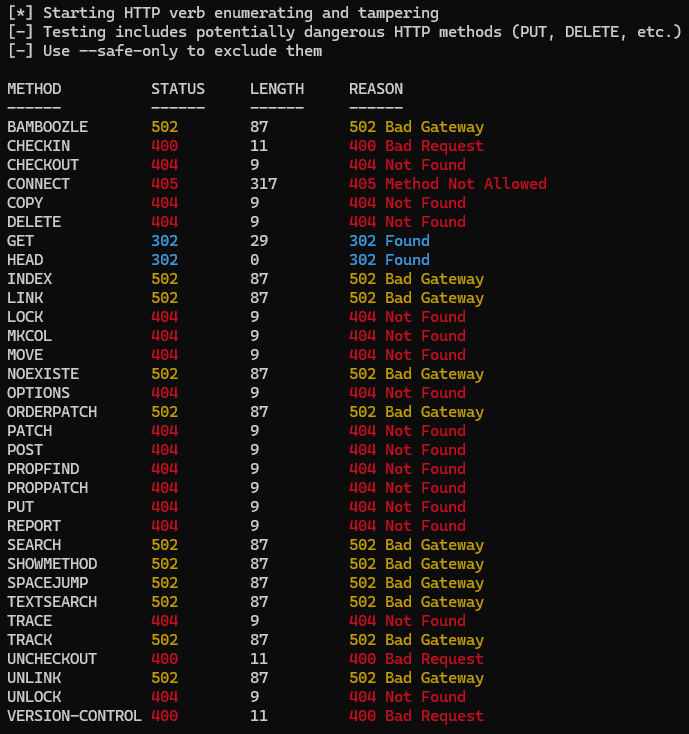 [*] Starting HTTP verb enumerating and tampering
[-] Testing includes potentially dangerous HTTP methods (PUT, DELETE, etc.)
[-] Use --safe-only to exclude them
METHOD STATUS LENGTH REASON
------ ------ ------ ------
BAMBOOZLE 502 87 502 Bad Gateway
CHECKIN 400 11 400 Bad Request
CHECKOUT 404 9 404 Not Found
CONNECT 405 317 405 Method Not Allowed
COPY 404 9 404 Not Found
DELETE 404 9 404 Not Found
GET 302 29 302 Found
HEAD 302 0 302 Found
INDEX 502 87 502 Bad Gateway
LINK 502 87 502 Bad Gateway
LOCK 404 9 404 Not Found
MKCOL 404 9 404 Not Found
MOVE 404 9 404 Not Found
NOEXISTE 502 87 502 Bad Gateway
OPTIONS 404 9 404 Not Found
ORDERPATCH 502 87 502 Bad Gateway
PATCH 404 9 404 Not Found
POST 404 9 404 Not Found
PROPFIND 404 9 404 Not Found
PROPPATCH 404 9 404 Not Found
PUT 404 9 404 Not Found
REPORT 404 9 404 Not Found
SEARCH 502 87 502 Bad Gateway
SHOWMETHOD 502 87 502 Bad Gateway
SPACEJUMP 502 87 502 Bad Gateway
TEXTSEARCH 502 87 502 Bad Gateway
TRACE 404 9 404 Not Found
TRACK 502 87 502 Bad Gateway
UNCHECKOUT 400 11 400 Bad Request
UNLINK 502 87 502 Bad Gateway
UNLOCK 404 9 404 Not Found
VERSION-CONTROL 400 11 400 Bad Request